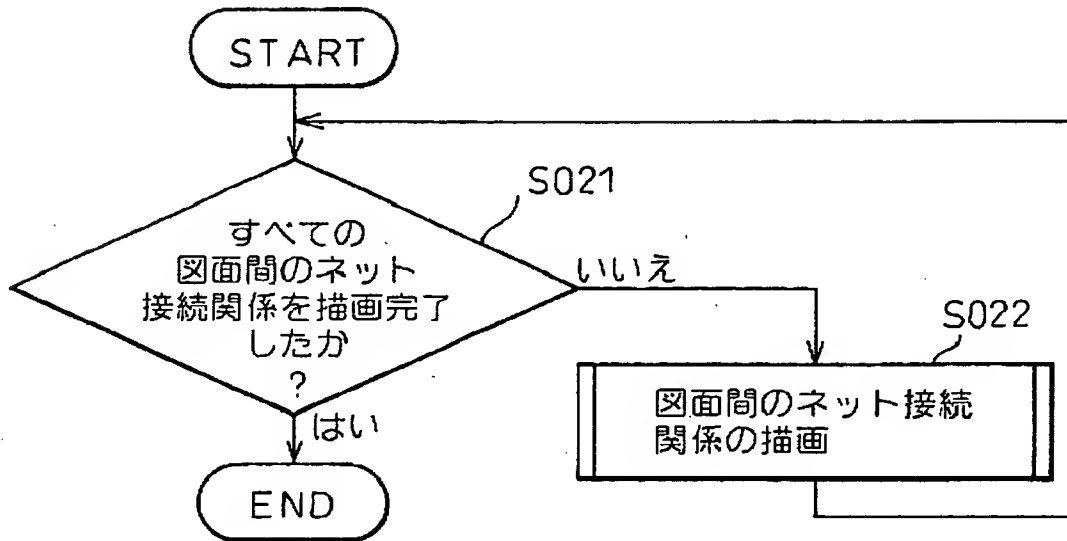 START
S021
すべての
図面間のネット
接続関係を描画完了
したか
?
いいえ
S022
図面間のネット接続
関係の描画
はい
END